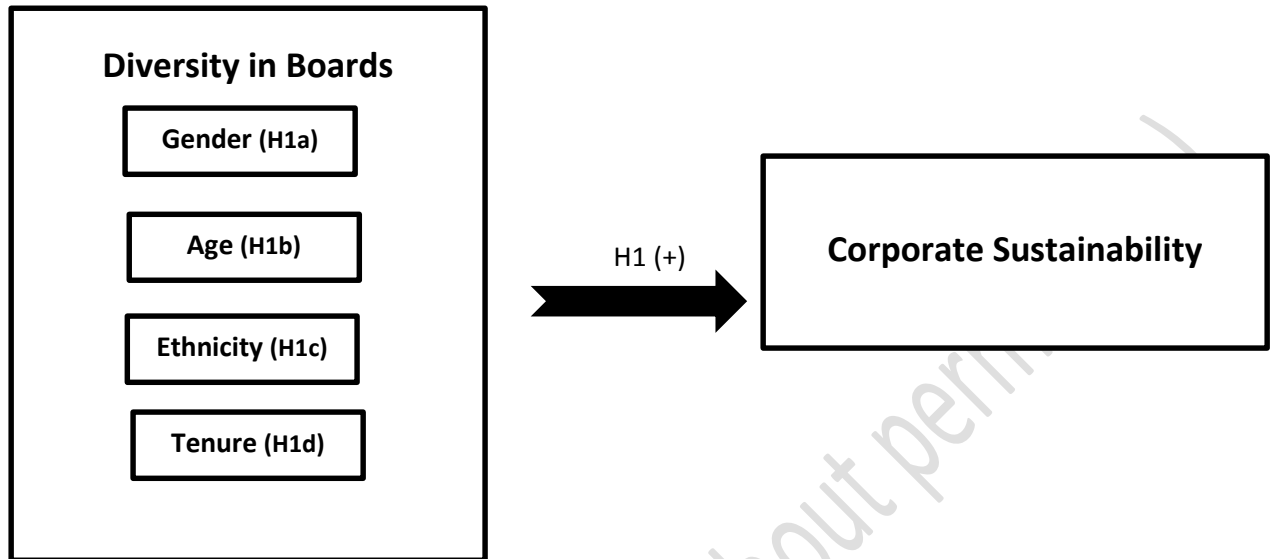 Diversity in Boards
Gender (H1a)
Age (H1b)
Ethnicity (H1c)
Tenure (H1d)
H1 (+)
Corporate Sustainability